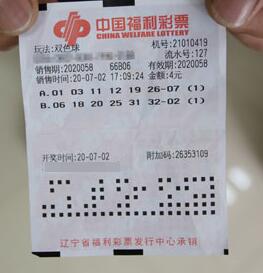 中国福利彩票
CHINA WELFARE LOTTERY
玩法:双色球 机号:21010419
流水号:127
销售期:2020058 66806 有效期:2020058
销售时间:20-07-02 17:09:24 金额:4元
A.01 03 11 12 19 26-07 (1)
B.06 18 20 25 31 32-02 (1)
开奖时间:20-07-02 附加码:26353109
辽宁省福利彩票发行中心承销